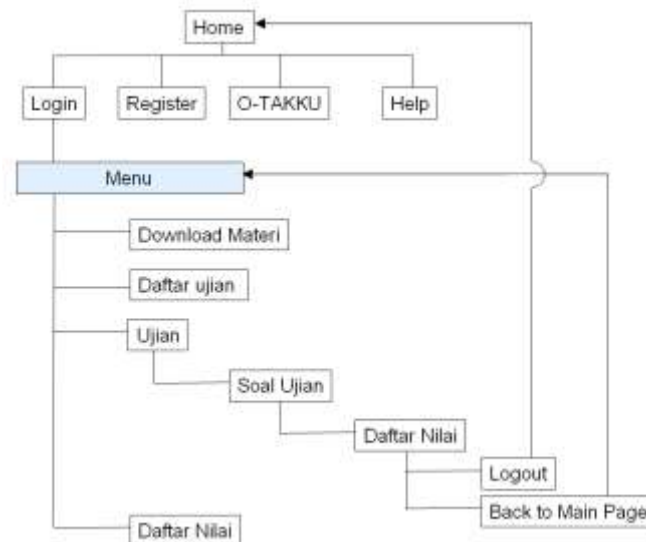 Home
Login
Register
O-TAKKU
Help
Menu
Download Materi
Daftar ujian
Ujian
Soal Ujian
Daftar Nilai
Logout
Back to Main Page
Daftar Nilai